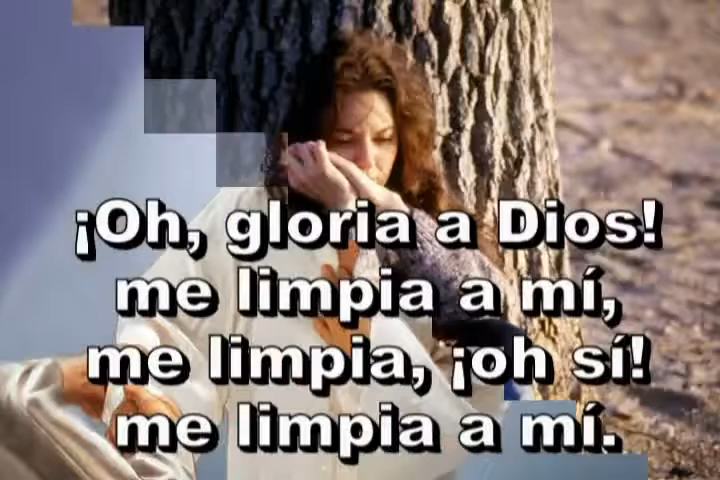 ¡Oh, gloria a Dios!
me limpia a mí,
me limpia, ¡oh sí!
me limpia a mí.